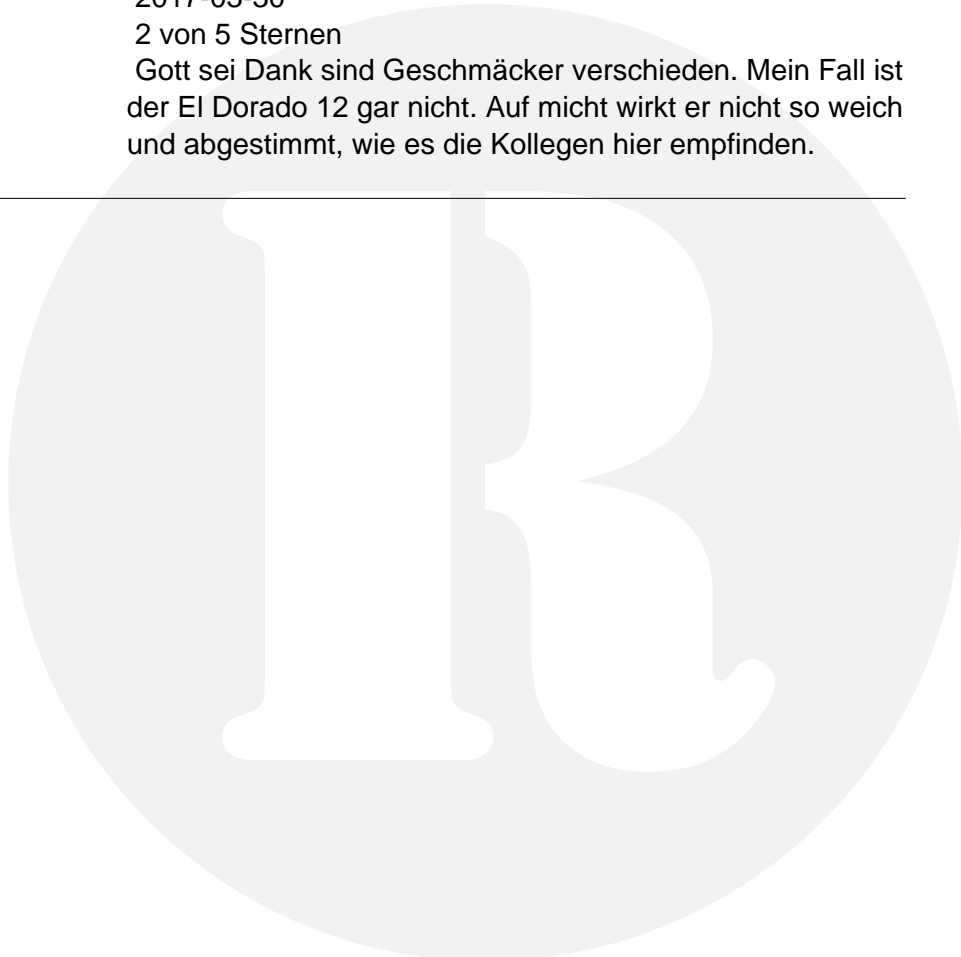 2 von 5 Sternen
Gott sei Dank sind Geschmäcker verschieden. Mein Fall ist
der El Dorado 12 gar nicht. Auf micht wirkt er nicht so weich
und abgestimmt, wie es die Kollegen hier empfinden.
R